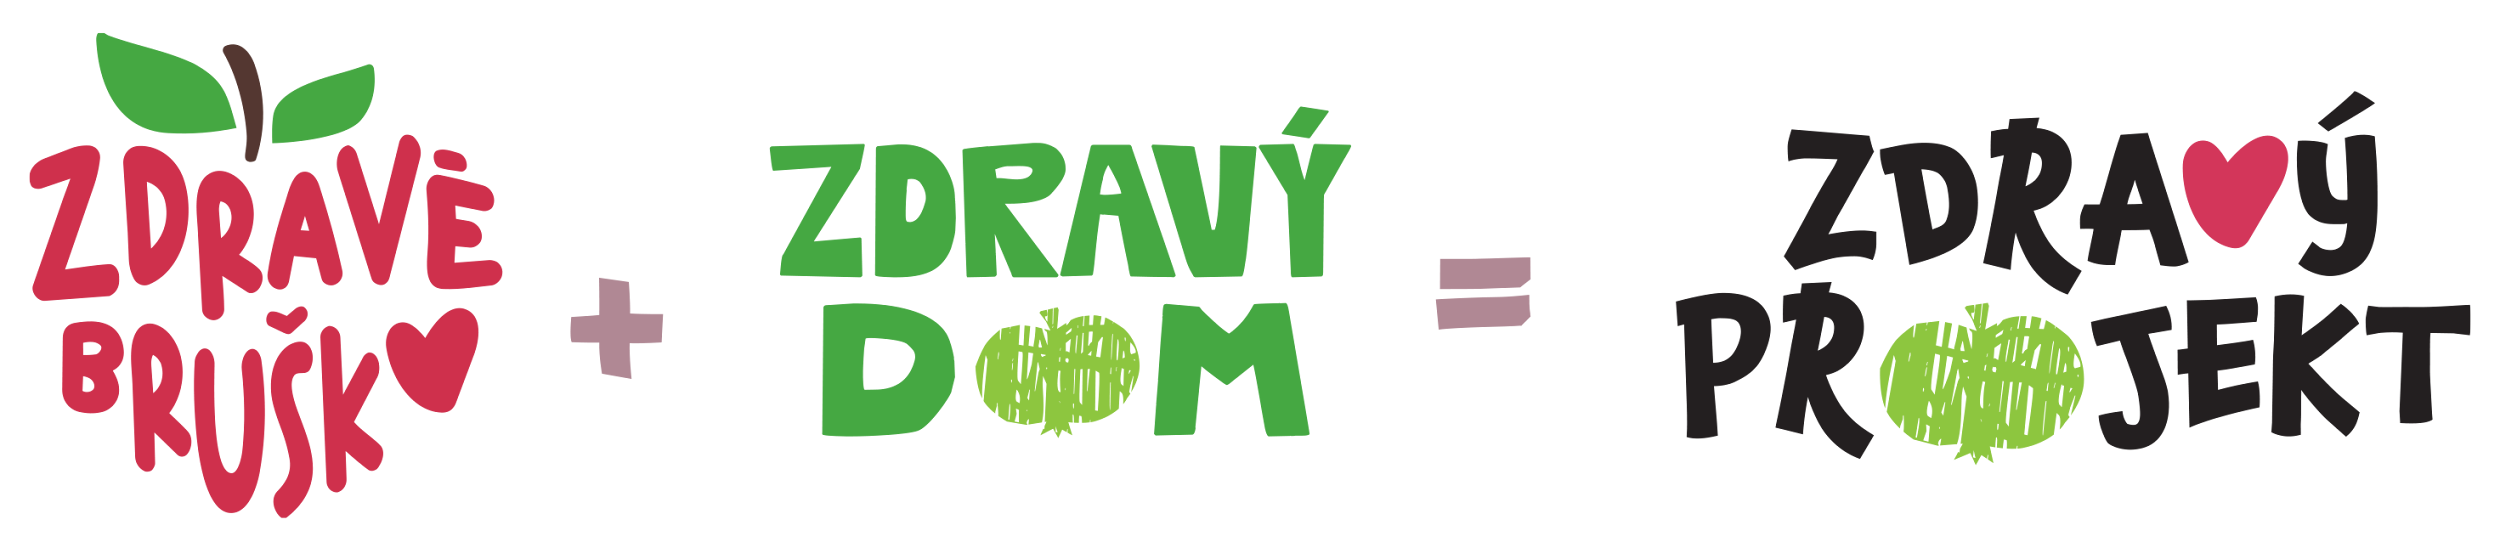 ZDRAVÉ
BRUŠKO
+
ZDRAVÝ
DOM
=
ZDRAVÝ
PROJEKT